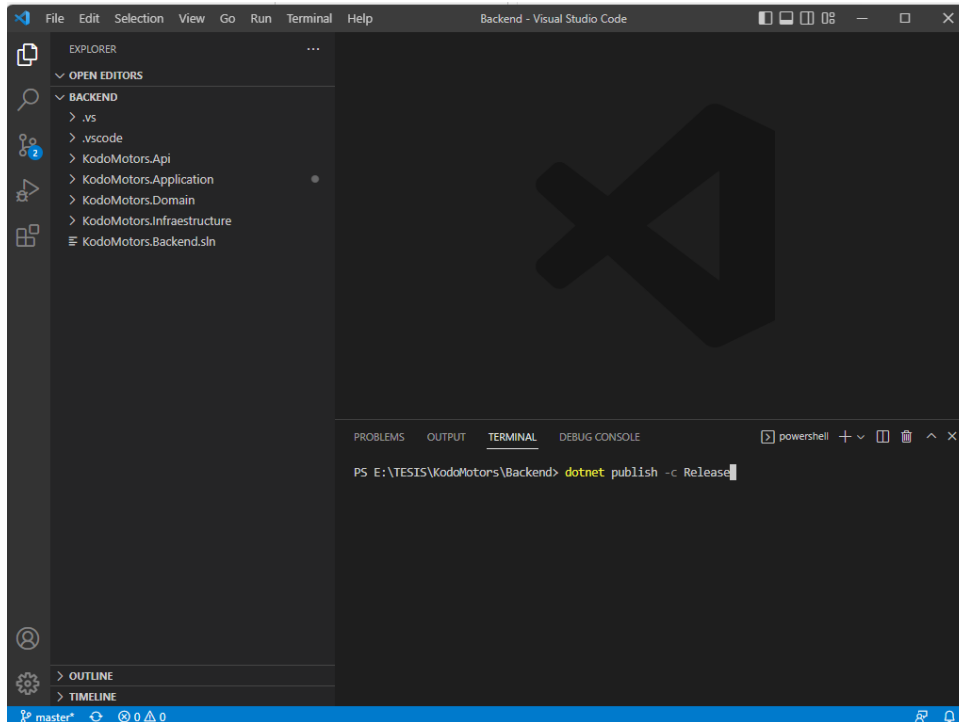 File Edit Selection View Go Run Terminal Help Backend - Visual Studio Code
EXPLORER
OPEN EDITORS
BACKEND
.vs
.vscode
KodoMotors.Api
KodoMotors.Application
KodoMotors.Domain
KodoMotors.Infraestructure
KodoMotors.Backend.sln
2
PROBLEMS OUTPUT TERMINAL DEBUG CONSOLE powershell
PS E:\TESIS\KodoMotors\Backend> dotnet publish -c Release
OUTLINE
TIMELINE
master* 0 0